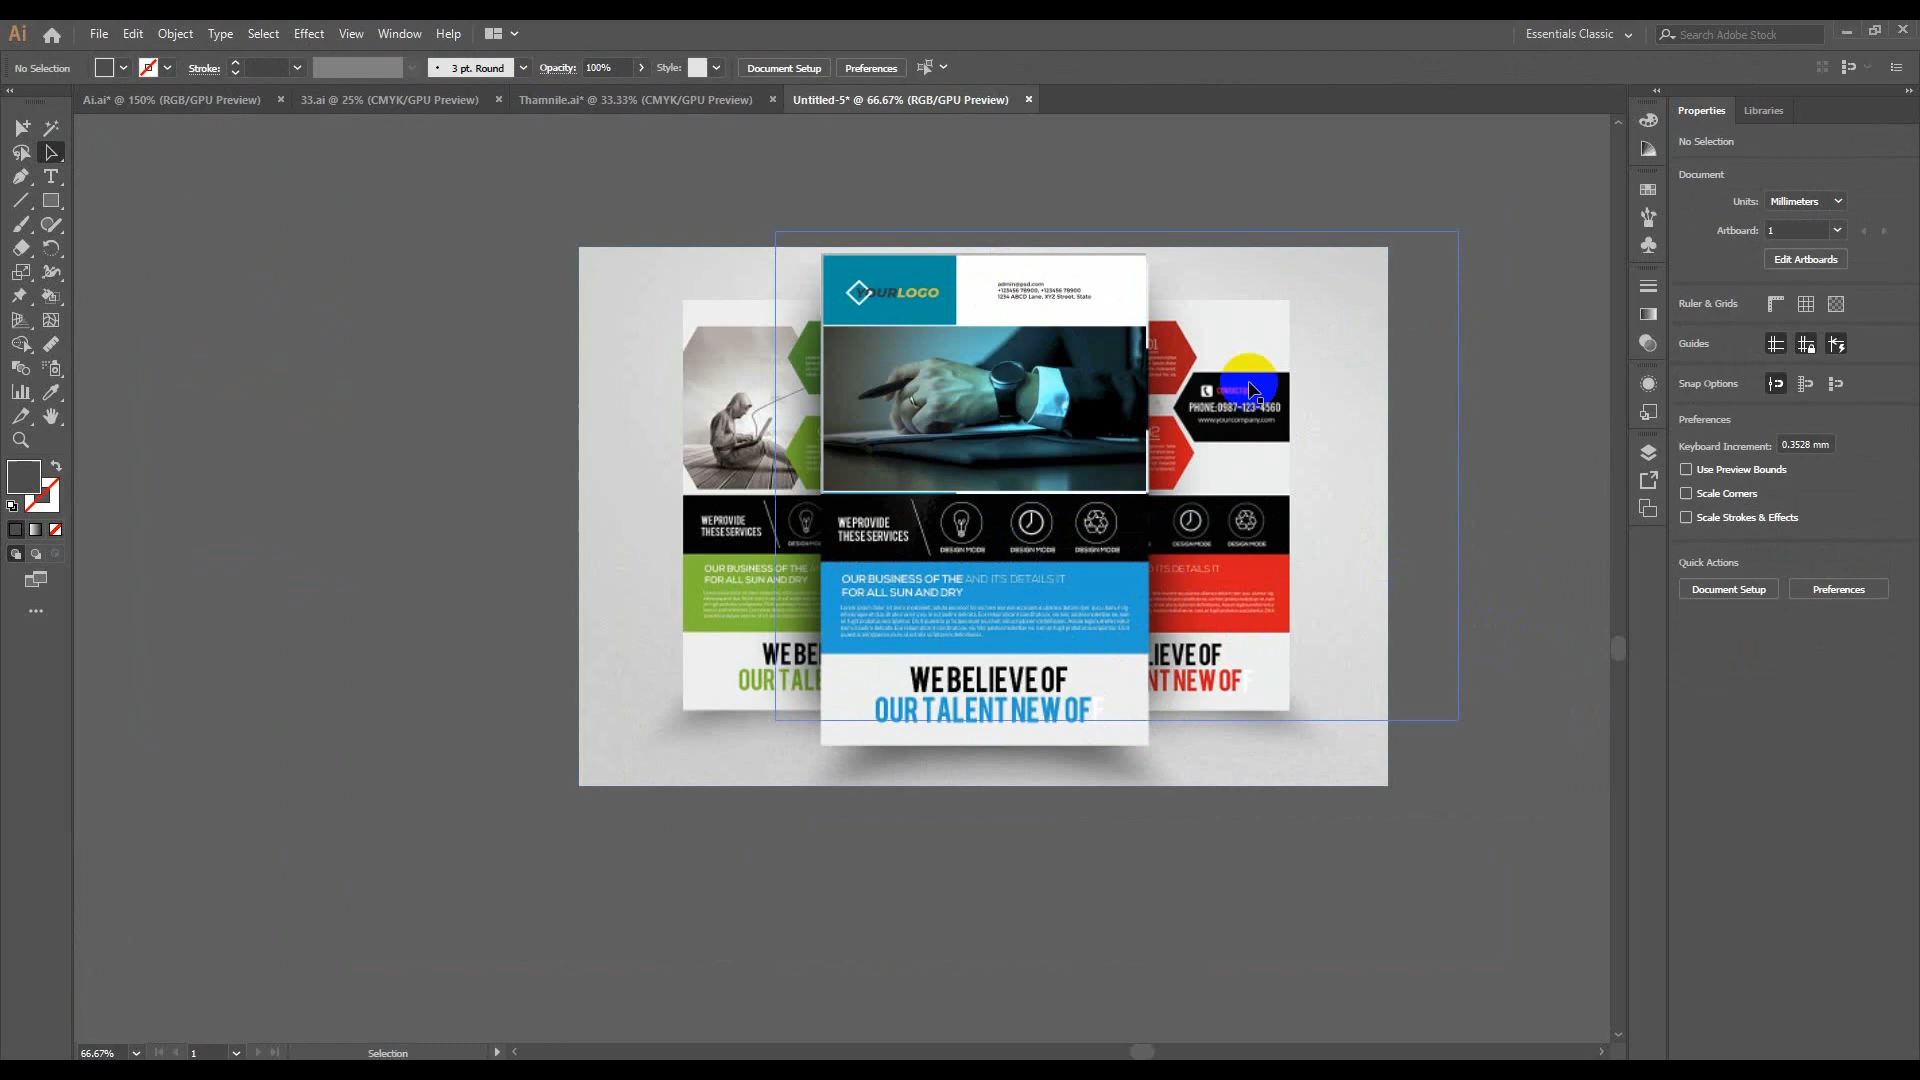 Ai
File Edit Object Type Select Effect View Window Help
Essentials Classic
Search Adobe Stock
No Selection
Stroke:
3 pt. Round
Opacity: 100%
Style:
Document Setup
Preferences
Ai.ai* @ 150% (RGB/GPU Preview)
33.ai @ 25% (CMYK/GPU Preview)
Thamnile.ai* @ 33.33% (CMYK/GPU Preview)
Untitled-5* @ 66.67% (RGB/GPU Preview)
Properties
Libraries
No Selection
Document
Units: Millimeters
Artboard: 1
Edit Artboards
Ruler & Grids
Guides
Snap Options
Preferences
Keyboard Increment: 0.3528 mm
Use Preview Bounds
Scale Corners
Scale Strokes & Effects
Quick Actions
Document Setup
Preferences
YOURLOGO
admin@psd.com
+123456 78900, +123456 78900
1234 ABCD Lane, XYZ Street, State
01
02
PHONE:0987-123-4560
www.yourcompany.com
WE PROVIDE
THESE SERVICES
WE PROVIDE
THESE SERVICES
DESIGN MODE
DESIGN MODE
DESIGN MODE
DESIGN MODE
DESIGN MODE
OUR BUSINESS OF THE
FOR ALL SUN AND DRY
OUR BUSINESS OF THE AND ITS DETAILS IT
FOR ALL SUN AND DRY
ITS DETAILS IT
WE BE
OUR TALE
WE BELIEVE OF
OUR TALENT NEW OFF
LIEVE OF
NT NEW OFF
66.67%
1
Selection